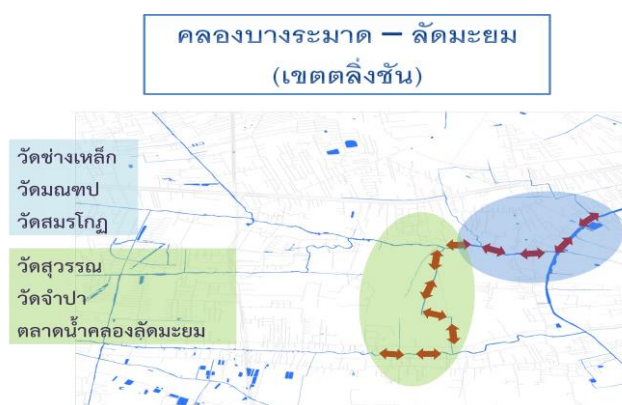 คลองบางระมาด – ลัดมะยม
(เขตตลิ่งชัน)
วัดช่างเหล็ก
วัดมณฑป
วัดสมรโกฏ
วัดสุวรรณ
วัดจำปา
ตลาดน้ำคลองลัดมะยม